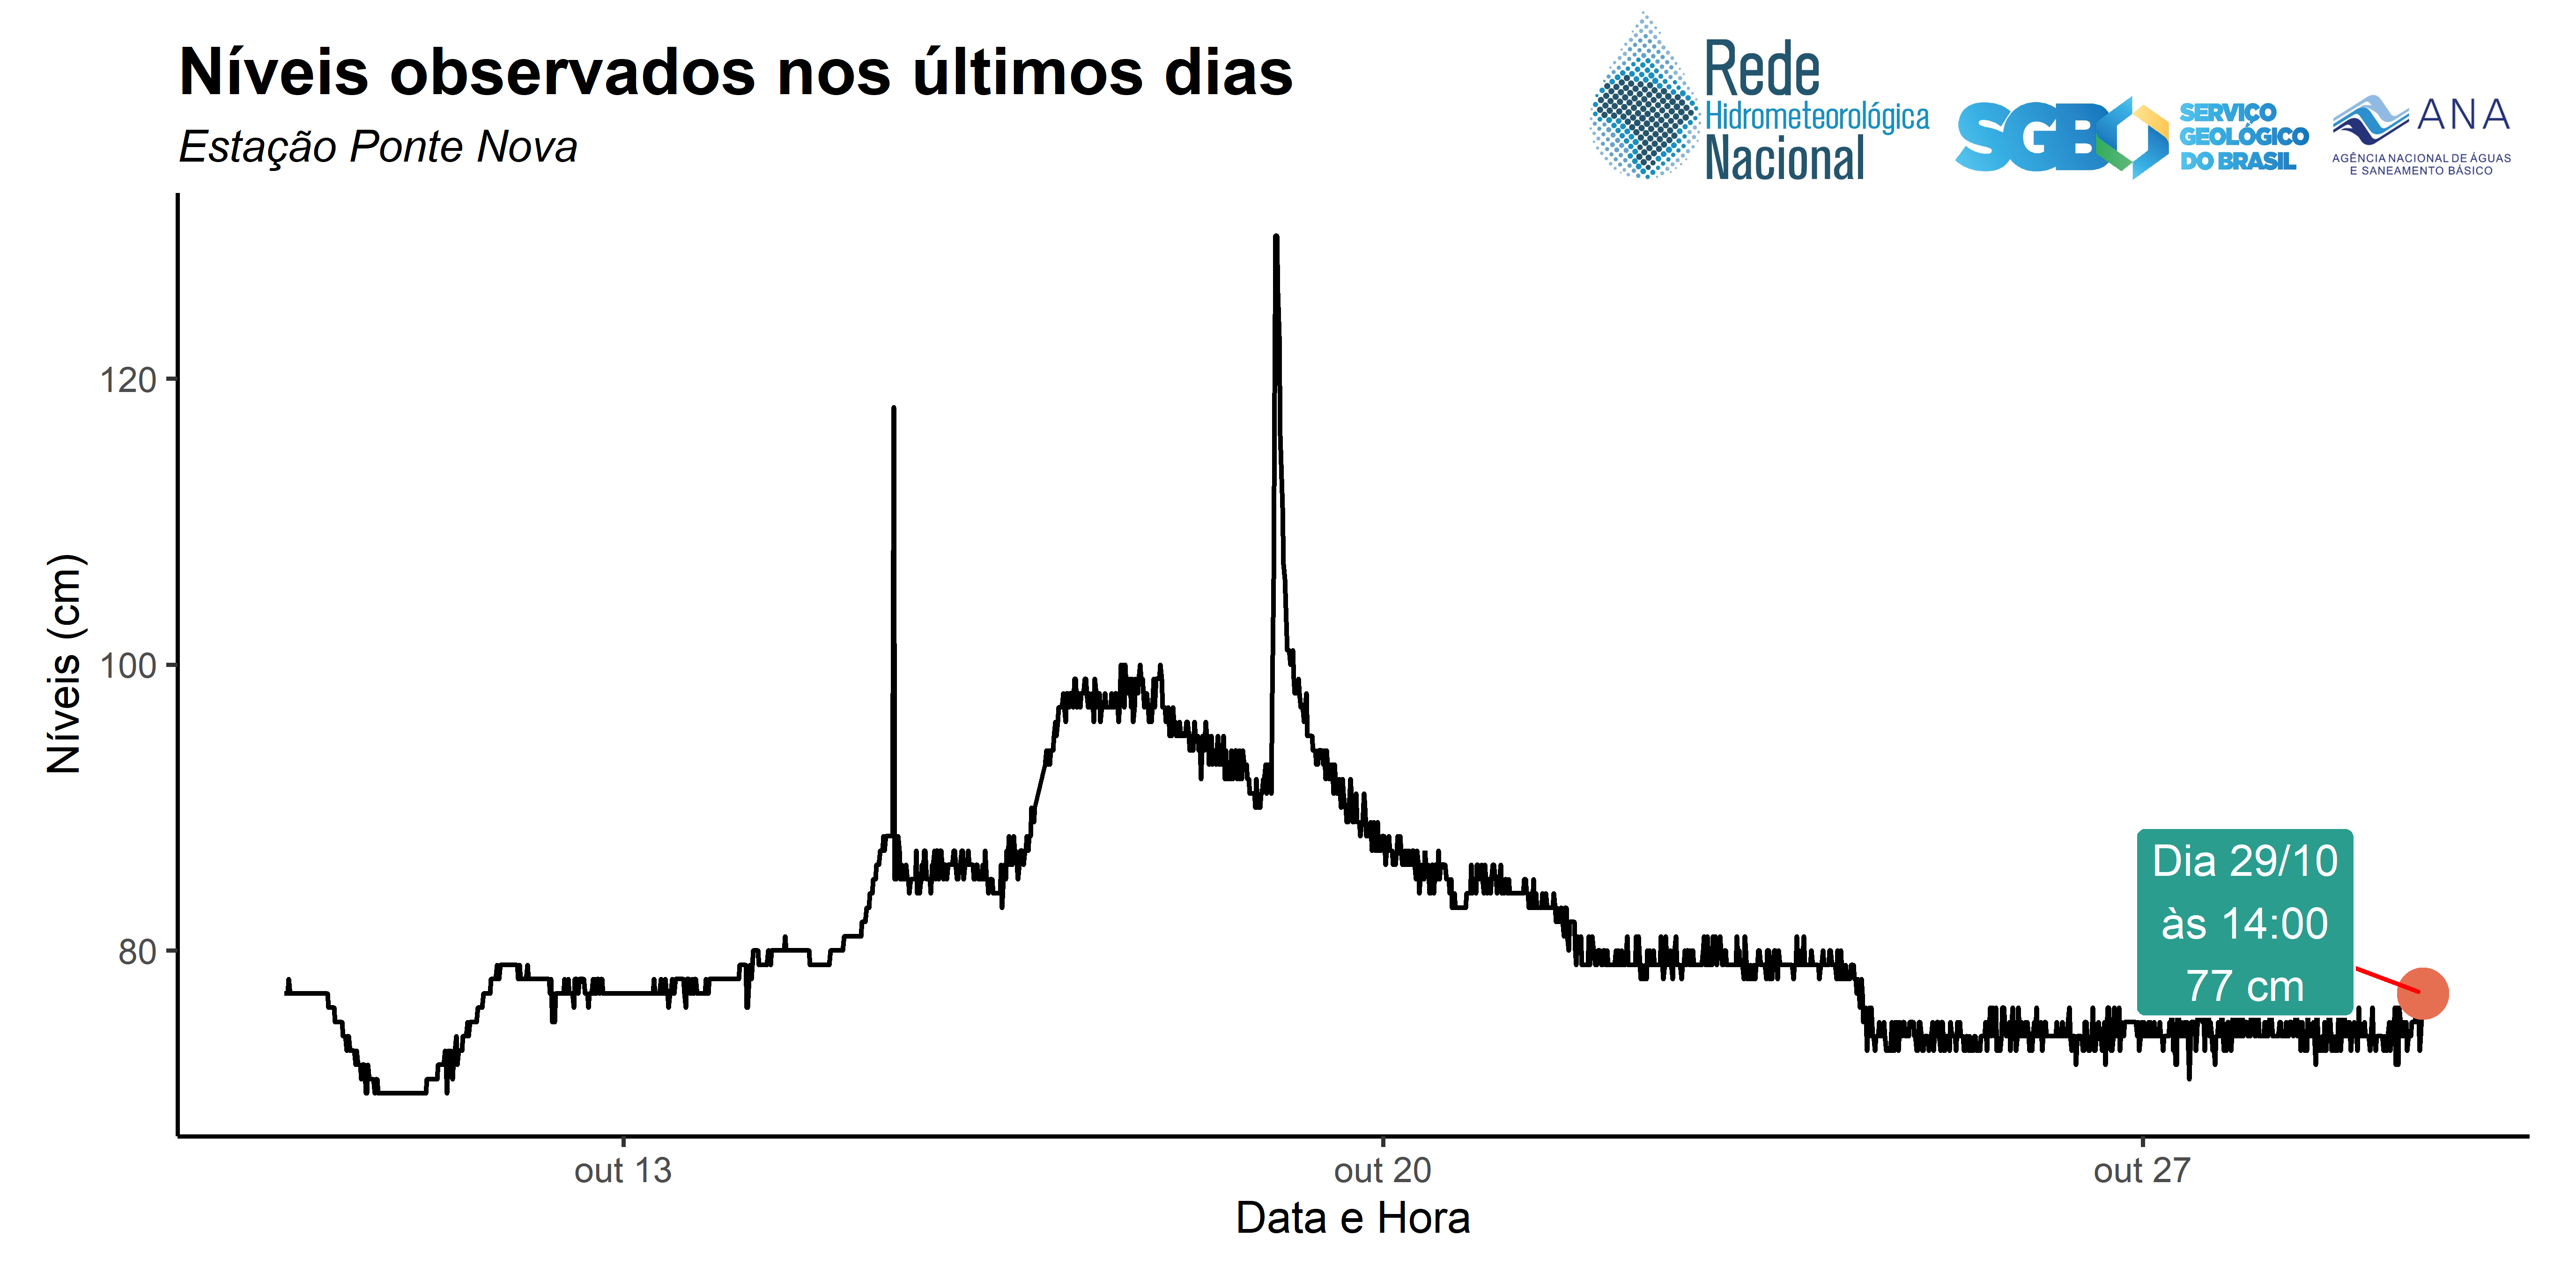 Níveis observados nos últimos dias
Estação Ponte Nova
Rede
Hidrometeorológica
Nacional
SGB
SERVIÇO
GEOLÓGICO
DO BRASIL
ANA
AGÊNCIA NACIONAL DE ÁGUAS
E SANEAMENTO BÁSICO
Níveis (cm)
120
100
80
Dia 29/10
às 14:00
77 cm
out 13
out 20
out 27
Data e Hora